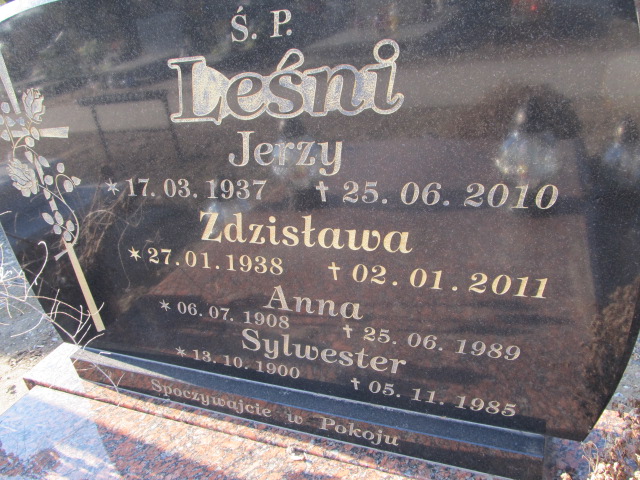 Ś. P.
Leśni
Jerzy
* 17. 03. 1937 † 25. 06. 2010
Zdzisława
* 27. 01. 1938 † 02. 01. 2011
Anna
* 06. 07. 1908 † 25. 06. 1989
Sylwester
* 13. 10. 1900 † 05. 11. 1985
Spoczywajcie w Pokoju